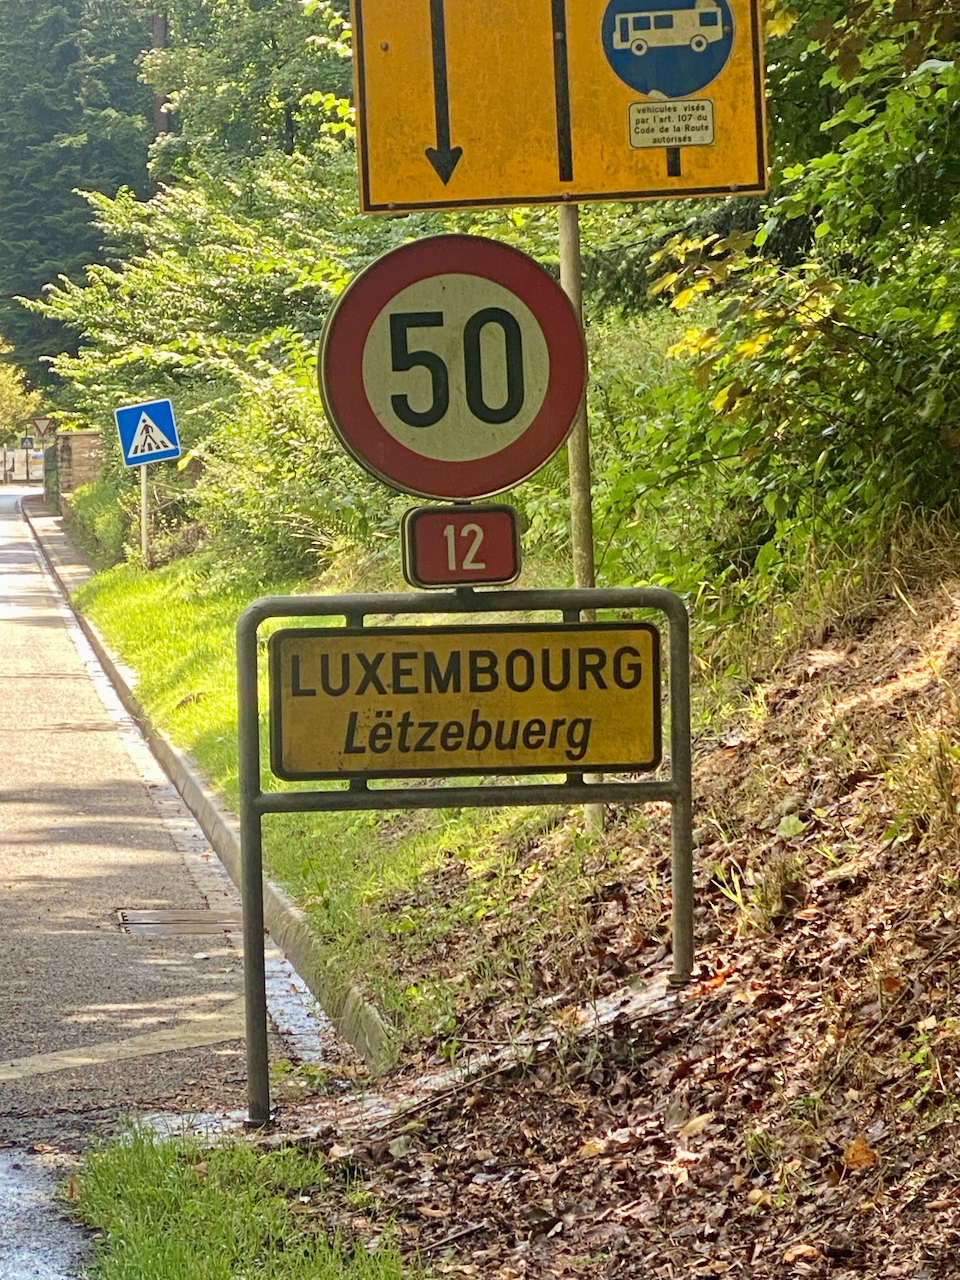 véhicules visés
par l'art. 107 du
Code de la Route
autorisés
50
12
LUXEMBOURG
Lëtzebuerg